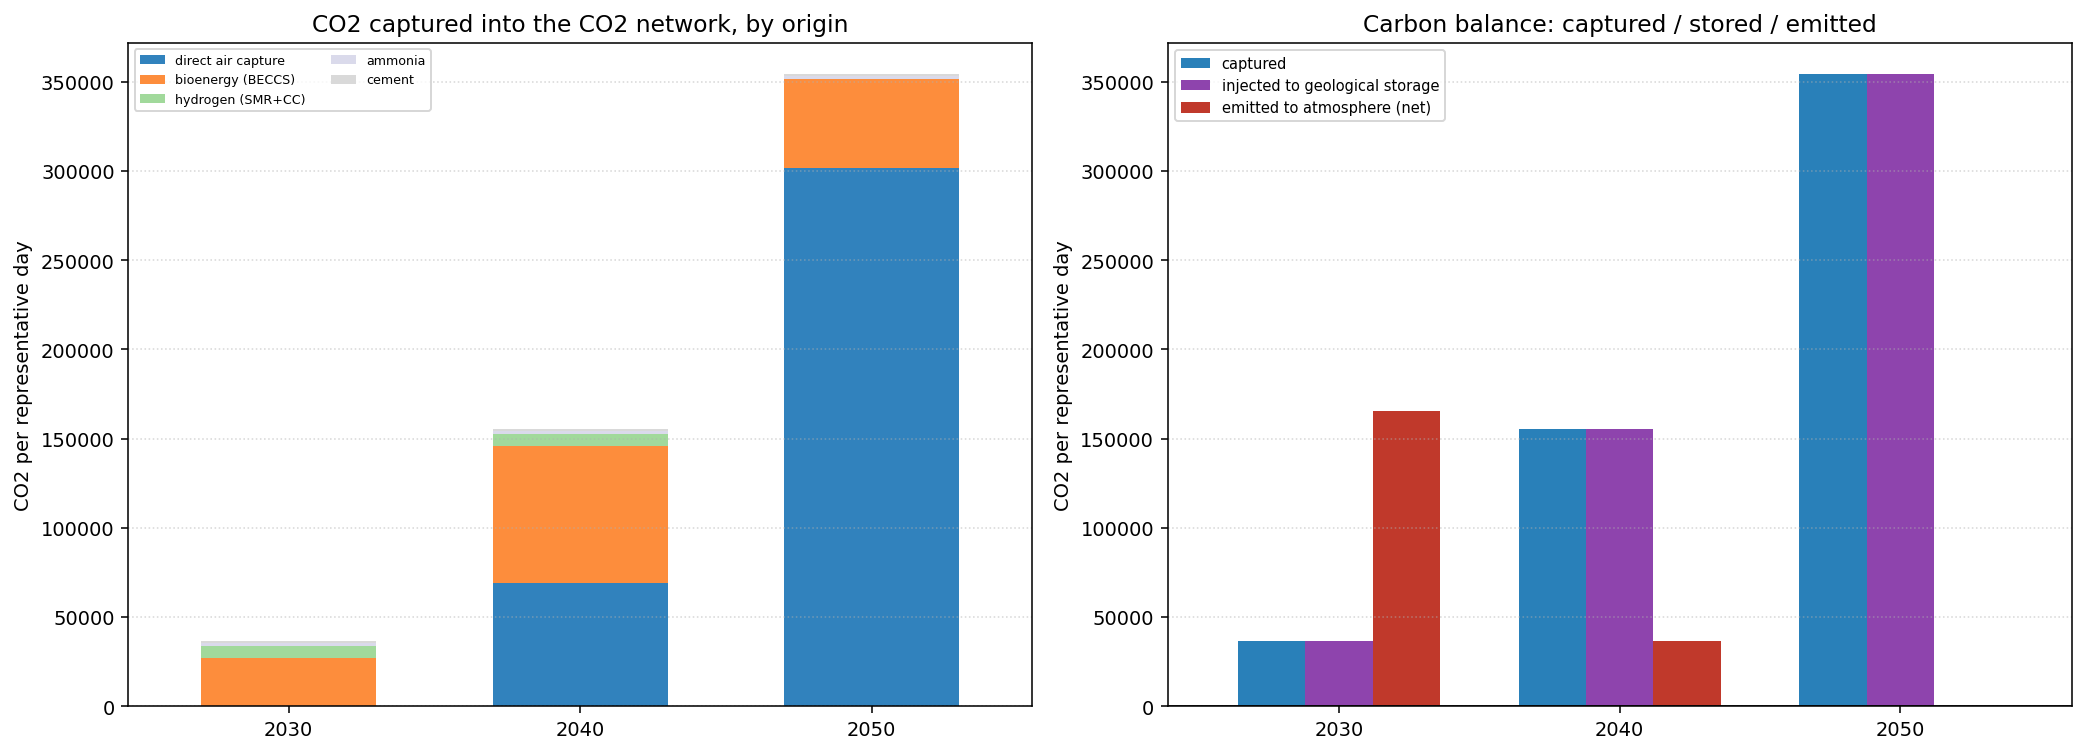 CO2 captured into the CO2 network, by origin
direct air capture
bioenergy (BECCS)
hydrogen (SMR+CC)
ammonia
cement
CO2 per representative day
350000
300000
250000
200000
150000
100000
50000
0
2030
2040
2050
Carbon balance: captured / stored / emitted
captured
injected to geological storage
emitted to atmosphere (net)
CO2 per representative day
350000
300000
250000
200000
150000
100000
50000
0
2030
2040
2050